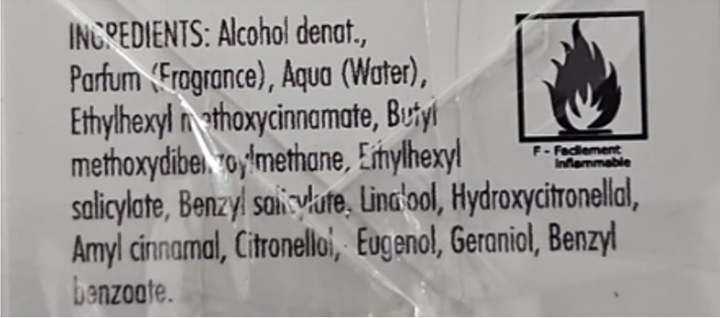 INGREDIENTS: Alcohol denat.,
Parfum (Fragrance), Aqua (Water),
Ethylhexyl methoxycinnamate, Butyl
methoxydibenzoylmethane, Ethylhexyl
salicylate, Benzyl salicylate, Linalool, Hydroxycitronellal,
Amyl cinnamal, Citronellol, Eugenol, Geraniol, Benzyl
benzoate.
F - Facilement
Inflammable